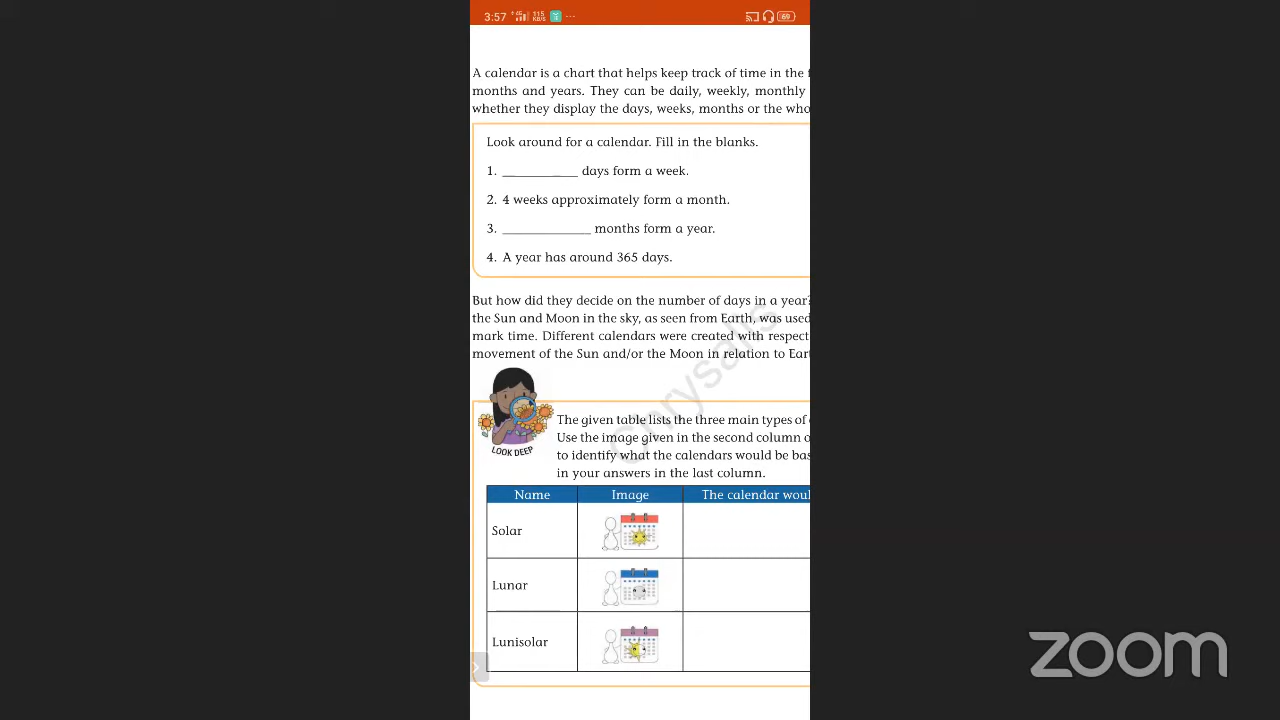 3:57 115 KB/S ... 69
A calendar is a chart that helps keep track of time in the
months and years. They can be daily, weekly, monthly
whether they display the days, weeks, months or the
Look around for a calendar. Fill in the blanks.
1. __________ days form a week.
2. 4 weeks approximately form a month.
3. ____________ months form a year.
4. A year has around 365 days.
But how did they decide on the number of days in a year?
the Sun and Moon in the sky, as seen from Earth, was used
mark time. Different calendars were created with respect
movement of the Sun and/or the Moon in relation to
Chrysalis
LOOK DEEP
The given table lists the three main types of
Use the image given in the second column
to identify what the calendars would be
in your answers in the last column.
Name Image The calendar
Solar
Lunar
Lunisolar
zoom